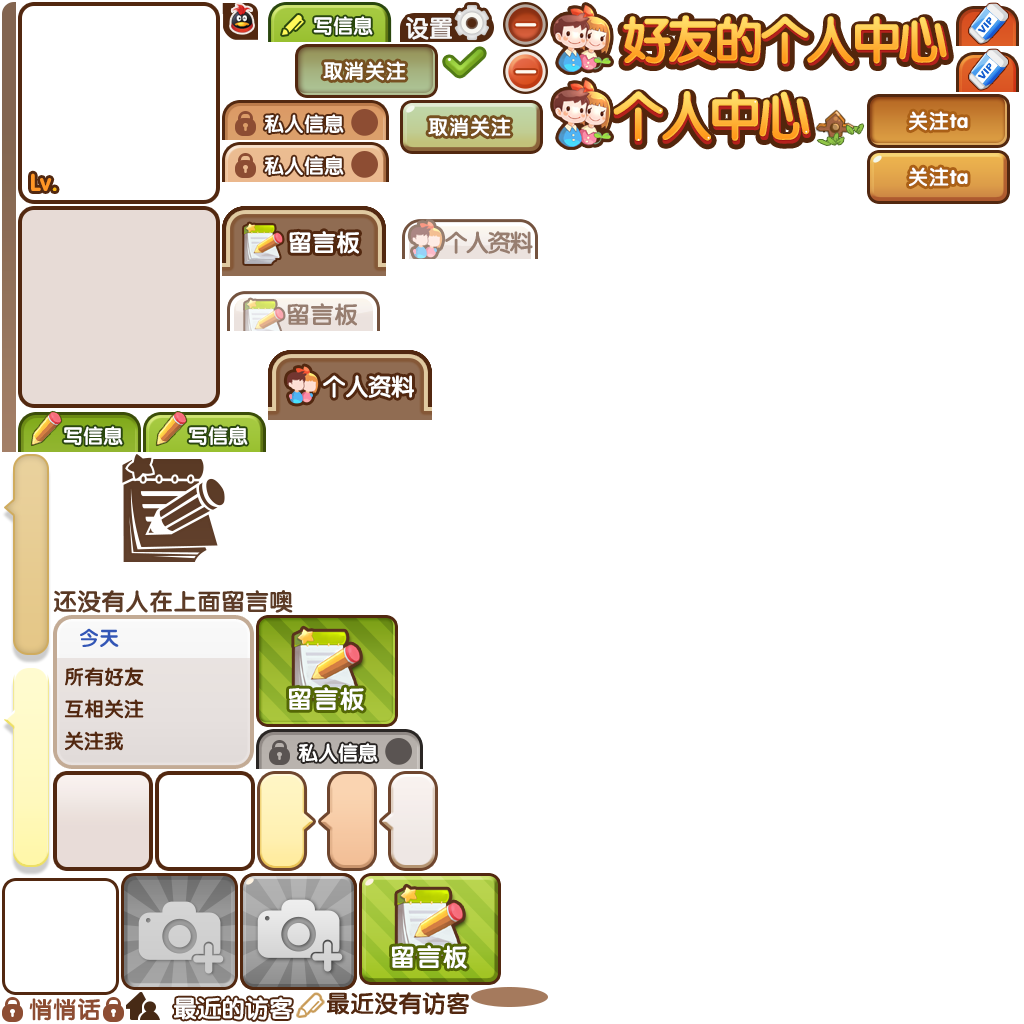 写信息
设置
好友的个人中心
VIP
取消关注
VIP
私人信息
取消关注
个人中心
关注ta
私人信息
关注ta
Lv.
留言板
个人资料
留言板
个人资料
写信息
写信息
还没有人在上面留言噢
今天
所有好友
互相关注
关注我
留言板
私人信息
留言板
悄悄话
最近的访客
最近没有访客